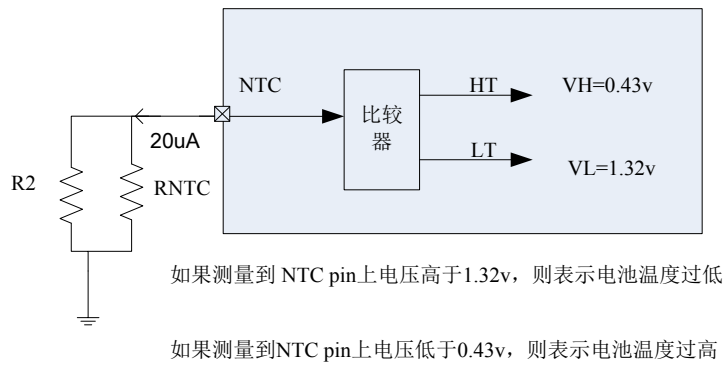 NTC
HT
VH=0.43v
比较
器
20uA
LT
VL=1.32v
R2
RNTC
如果测量到 NTC pin上电压高于1.32v，则表示电池温度过低
如果测量到NTC pin上电压低于0.43v，则表示电池温度过高